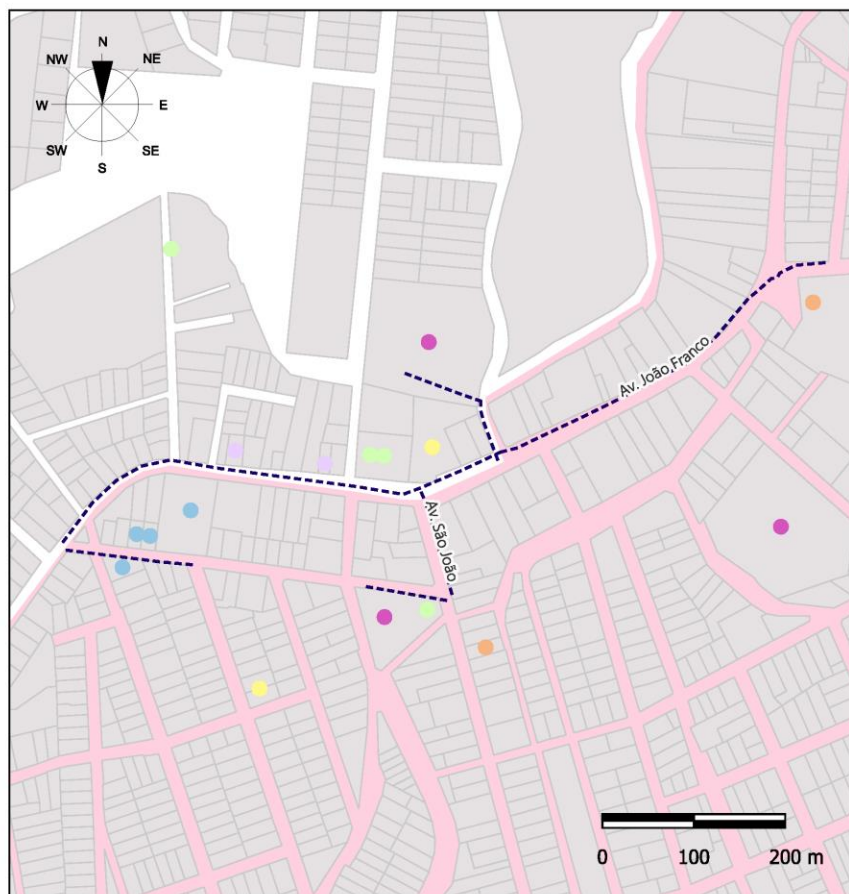 N
NW NE
W E
SW SE
S
Av. João Franco
Av. São João
0 100 200 m